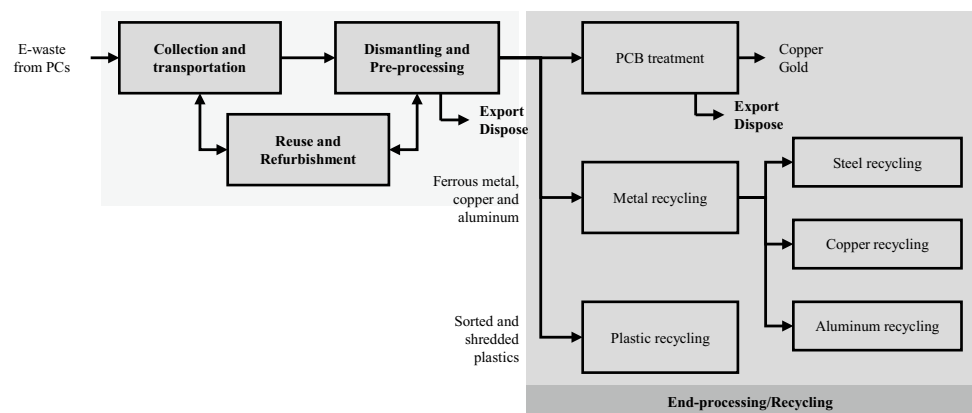 E-waste
from PCs
Collection and
transportation
Dismantling and
Pre-processing
Export
Dispose
Reuse and
Refurbishment
PCB treatment
Copper
Gold
Export
Dispose
Ferrous metal,
copper and
aluminum
Metal recycling
Steel recycling
Copper recycling
Aluminum recycling
Sorted and
shredded
plastics
Plastic recycling
End-processing/Recycling